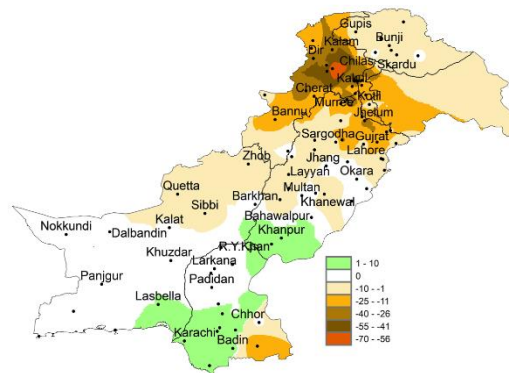 Gupis
Bunji
Kalam
Dir
Skardu
Chilas
Kakul
Cherat
Kotli
Murree
Bannu
Jhelum
Sargodha
Gujrat
Zhob
Jhang
Lahore
Layyah
Okara
Quetta
Multan
Sibbi
Barkhan
Khanewal
Bahawalpur
Nokkundi
Kalat
Dalbandin
Khanpur
Khuzdar
R.Y.Khan
Larkana
Panjgur
Padidan
Lasbella
Chhor
Karachi
Badin
1 - 10
0
-10 - -1
-25 - -11
-40 - -26
-55 - -41
-70 - -56